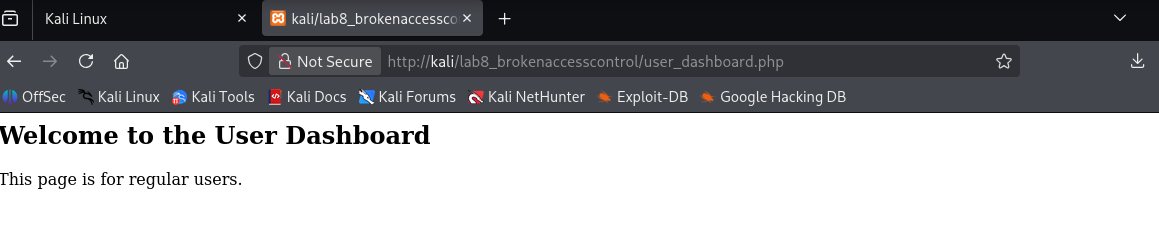 Kali Linux
kali/lab8_brokenaccessco
Not Secure http://kali/lab8_brokenaccesscontrol/user_dashboard.php
OffSec Kali Linux Kali Tools Kali Docs Kali Forums Kali NetHunter Exploit-DB Google Hacking DB
Welcome to the User Dashboard
This page is for regular users.